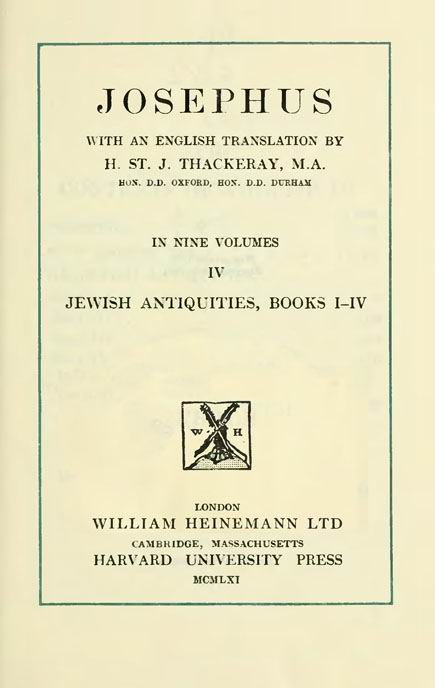 JOSEPHUS
WITH AN ENGLISH TRANSLATION BY
H. ST. J. THACKERAY, M.A.
HON. D.D. OXFORD, HON. D.D. DURHAM
IN NINE VOLUMES
IV
JEWISH ANTIQUITIES, BOOKS I–IV
W H
LONDON
WILLIAM HEINEMANN LTD
CAMBRIDGE, MASSACHUSETTS
HARVARD UNIVERSITY PRESS
MCMLXI